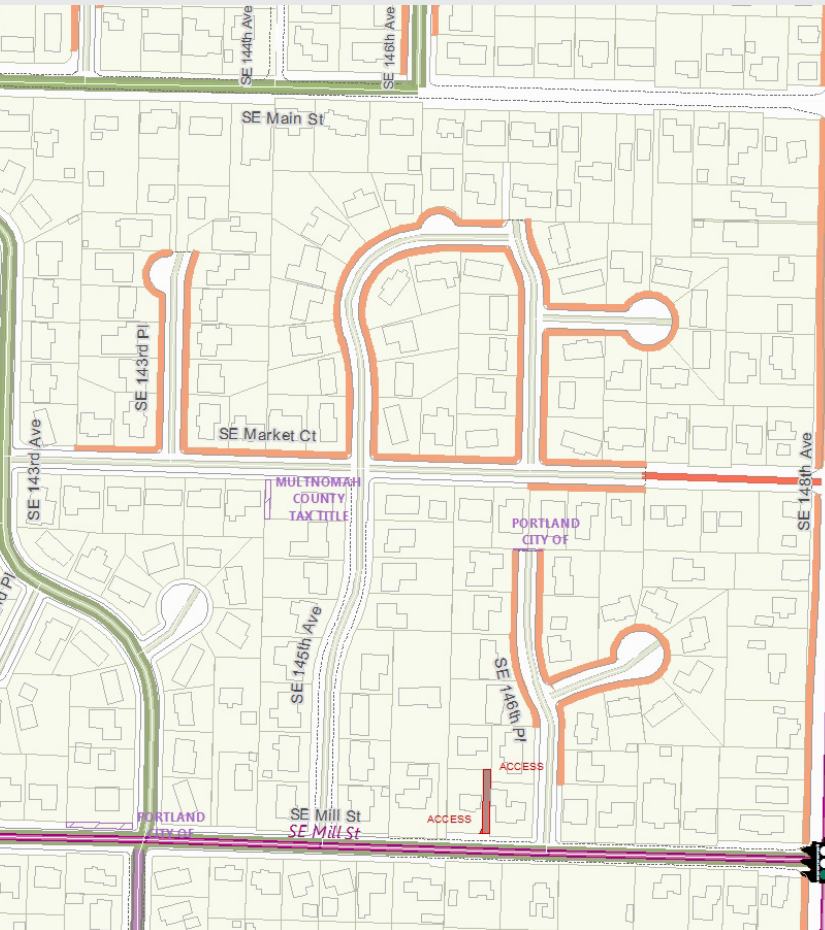 SE 144th Ave
SE 146th Ave
SE Main St
SE 143rd Pl
SE Market Ct
SE 143rd Ave
SE 148th Ave
MULTNOMAH
COUNTY
TAX TITLE
PORTLAND
CITY OF
rd Pl
SE 145th Ave
SE 146th Pl
ACCESS
ACCESS
PORTLAND
CITY OF
SE Mill St
SE Mill St